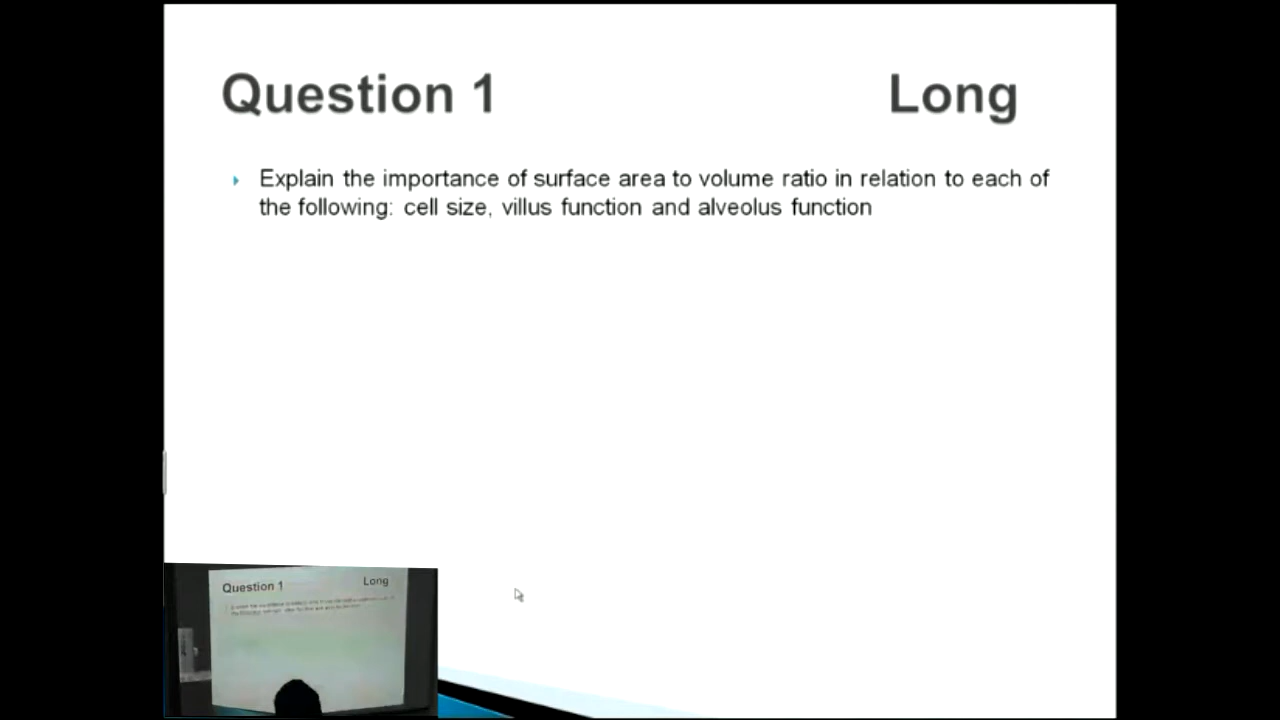 Question 1 Long
Explain the importance of surface area to volume ratio in relation to each of
the following: cell size, villus function and alveolus function
Question 1 Long